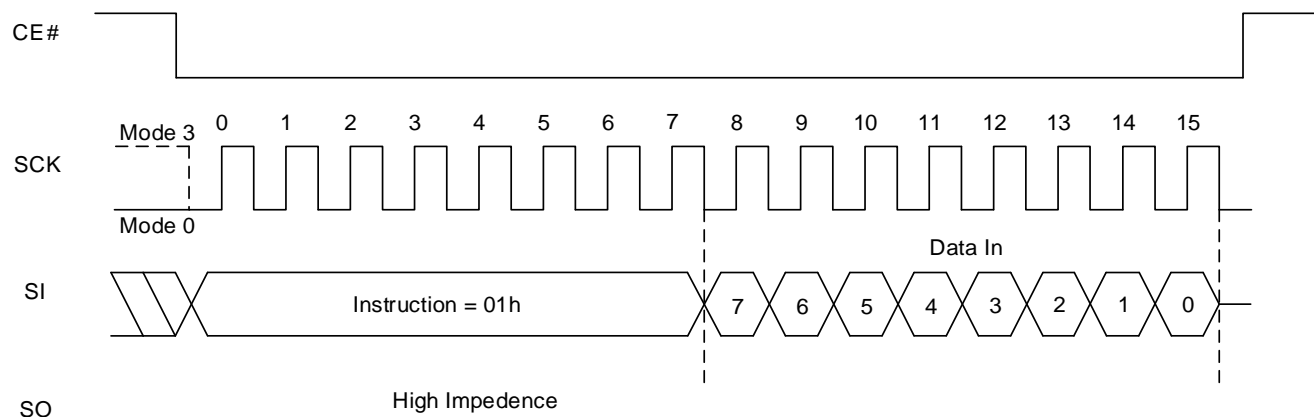 CE#
0 1 2 3 4 5 6 7 8 9 10 11 12 13 14 15
Mode 3
SCK
Mode 0
Data In
SI
Instruction = 01h
7 6 5 4 3 2 1 0
High Impedence
SO